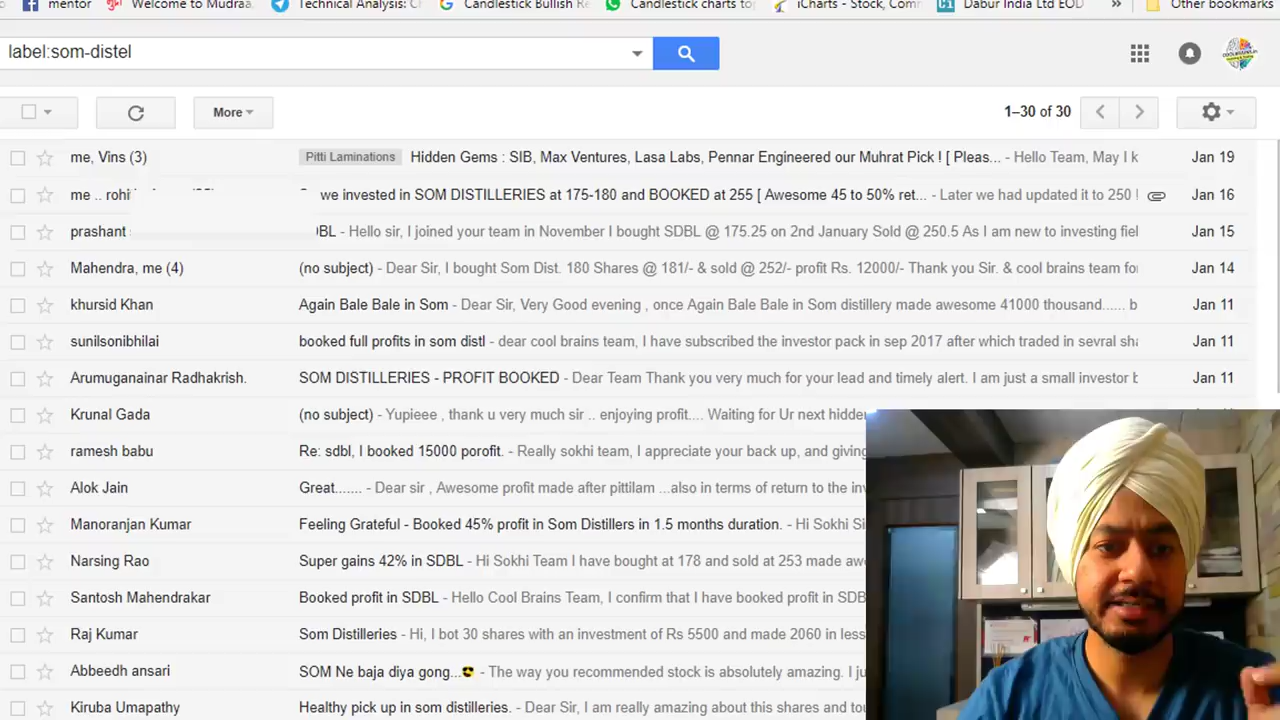 mentor Welcome to Mudraa, Technical Analysis: C Candlestick Bullish Re Candlestick charts top iCharts - Stock, Com Dabur India Ltd EOD » Other bookmarks
label:som-distel
More 1–30 of 30
me, Vins (3) Pitti Laminations Hidden Gems : SIB, Max Ventures, Lasa Labs, Pennar Engineered our Muhrat Pick ! [ Pleas... - Hello Team, May I k Jan 19
me .. rohi we invested in SOM DISTILLERIES at 175-180 and BOOKED at 255 [ Awesome 45 to 50% ret... - Later we had updated it to 250 ! Jan 16
prashant BL - Hello sir, I joined your team in November I bought SDBL @ 175.25 on 2nd January Sold @ 250.5 As I am new to investing fiel Jan 15
Mahendra, me (4) (no subject) - Dear Sir, I bought Som Dist. 180 Shares @ 181/- & sold @ 252/- profit Rs. 12000/- Thank you Sir. & cool brains team fo Jan 14
khursid Khan Again Bale Bale in Som - Dear Sir, Very Good evening , once Again Bale Bale in Som distillery made awesome 41000 thousand...... b Jan 11
sunilsonibhilai booked full profits in som distl - dear cool brains team, I have subscribed the investor pack in sep 2017 after which traded in sevral sha Jan 11
Arumuganainar Radhakrish. SOM DISTILLERIES - PROFIT BOOKED - Dear Team Thank you very much for your lead and timely alert. I am just a small investor b Jan 11
Krunal Gada (no subject) - Yupieee , thank u very much sir .. enjoying profit.... Waiting for Ur next hidde
ramesh babu Re: sdbl, I booked 15000 porofit. - Really sokhi team, I appreciate your back up, and giving
Alok Jain Great....... - Dear sir , Awesome profit made after pittilam ...also in terms of return to the inv
Manoranjan Kumar Feeling Grateful - Booked 45% profit in Som Distillers in 1.5 months duration. - Hi Sokhi Si
Narsing Rao Super gains 42% in SDBL - Hi Sokhi Team I have bought at 178 and sold at 253 made awe
Santosh Mahendrakar Booked profit in SDBL - Hello Cool Brains Team, I confirm that I have booked profit in SDB
Raj Kumar Som Distilleries - Hi, I bot 30 shares with an investment of Rs 5500 and made 2060 in less
Abbeedh ansari SOM Ne baja diya gong...😎 - The way you recommended stock is absolutely amazing. I ju
Kiruba Umapathy Healthy pick up in som distilleries. - Dear Sir, I am really amazing about this shares and tou